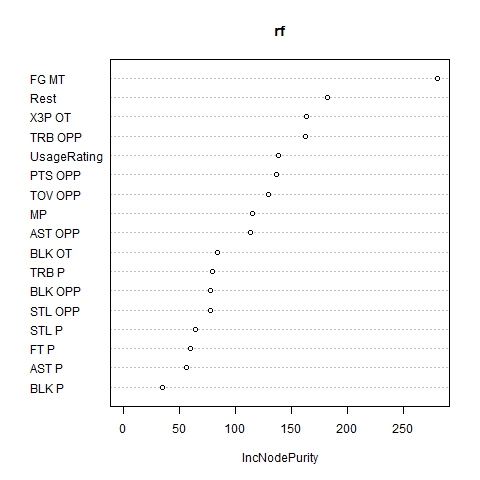 rf
FG MT
Rest
X3P OT
TRB OPP
UsageRating
PTS OPP
TOV OPP
MP
AST OPP
BLK OT
TRB P
BLK OPP
STL OPP
STL P
FT P
AST P
BLK P
0 50 100 150 200 250
IncNodePurity